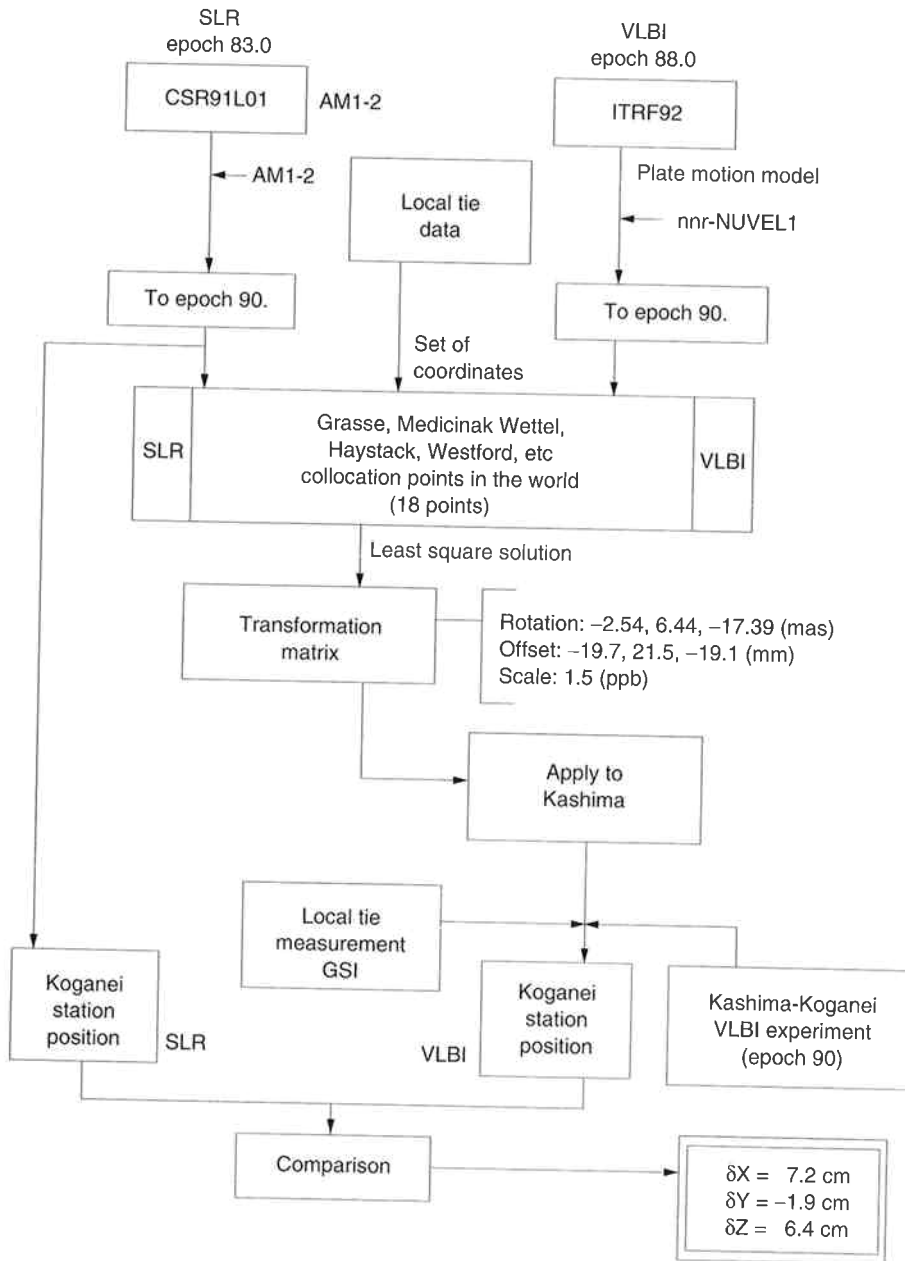 SLR
epoch 83.0
VLBI
epoch 88.0
CSR91L01
AM1-2
ITRF92
AM1-2
Plate motion model
Local tie
data
nnr-NUVEL1
To epoch 90.
To epoch 90.
Set of
coordinates
SLR
Grasse, Medicinak Wettel,
Haystack, Westford, etc
collocation points in the world
(18 points)
VLBI
Least square solution
Transformation
matrix
Rotation: −2.54, 6.44, −17.39 (mas)
Offset: −19.7, 21.5, −19.1 (mm)
Scale: 1.5 (ppb)
Apply to
Kashima
Local tie
measurement
GSI
Koganei
station
position
SLR
Koganei
station
position
VLBI
Kashima-Koganei
VLBI experiment
(epoch 90)
Comparison
δX = 7.2 cm
δY = −1.9 cm
δZ = 6.4 cm